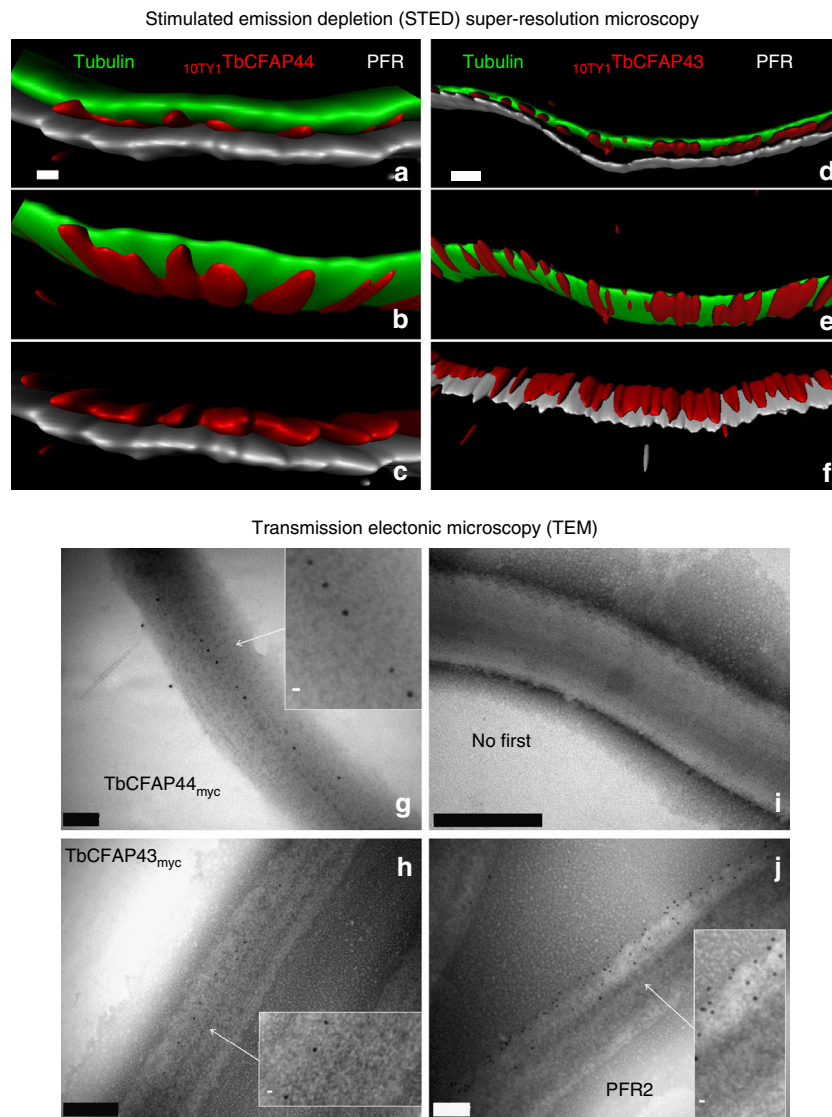 Stimulated emission depletion (STED) super-resolution microscopy
Tubulin 10TY1TbCFAP44 PFR
a
Tubulin 10TY1TbCFAP43 PFR
d
b
e
c
f
Transmission electonic microscopy (TEM)
TbCFAP44myc
g
No first
i
TbCFAP43myc
h
j
PFR2